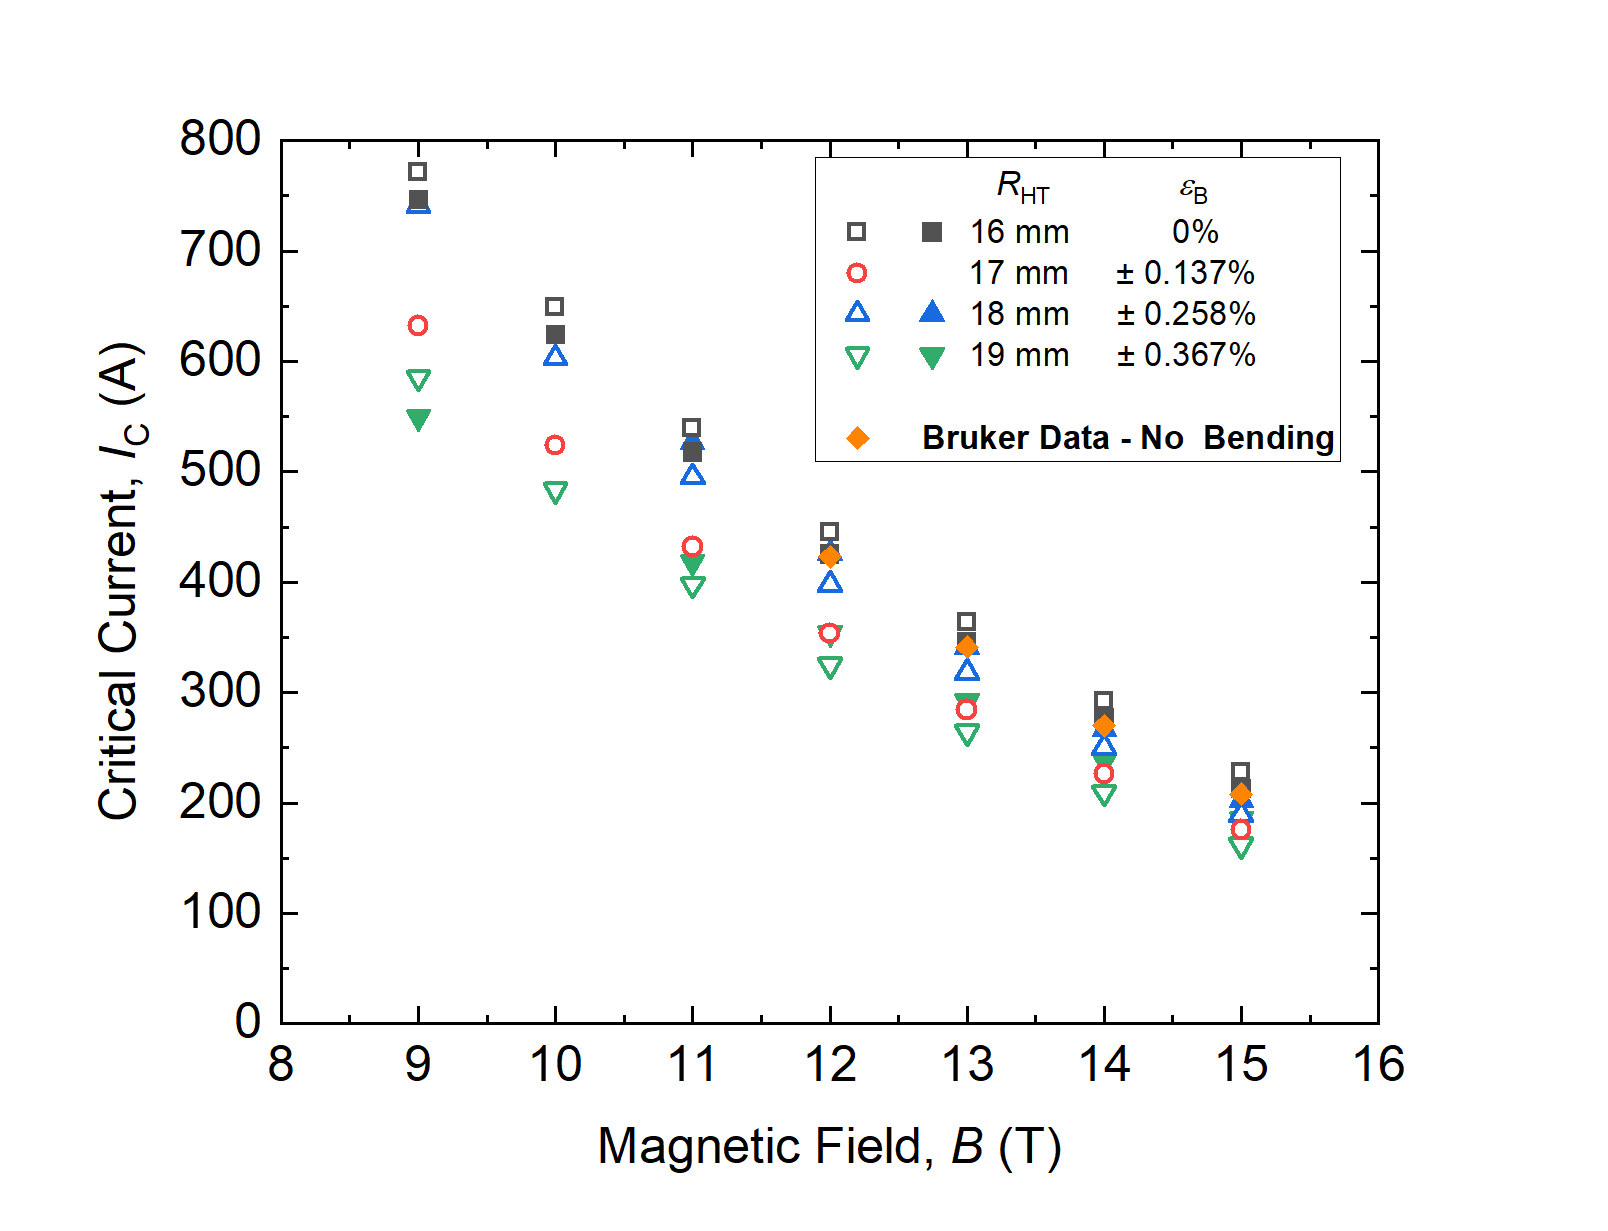 800
700
600
500
400
300
200
100
0
Critical Current, I_C (A)
R_HT ε_B
16 mm 0%
17 mm ± 0.137%
18 mm ± 0.258%
19 mm ± 0.367%
Bruker Data - No Bending
8 9 10 11 12 13 14 15 16
Magnetic Field, B (T)